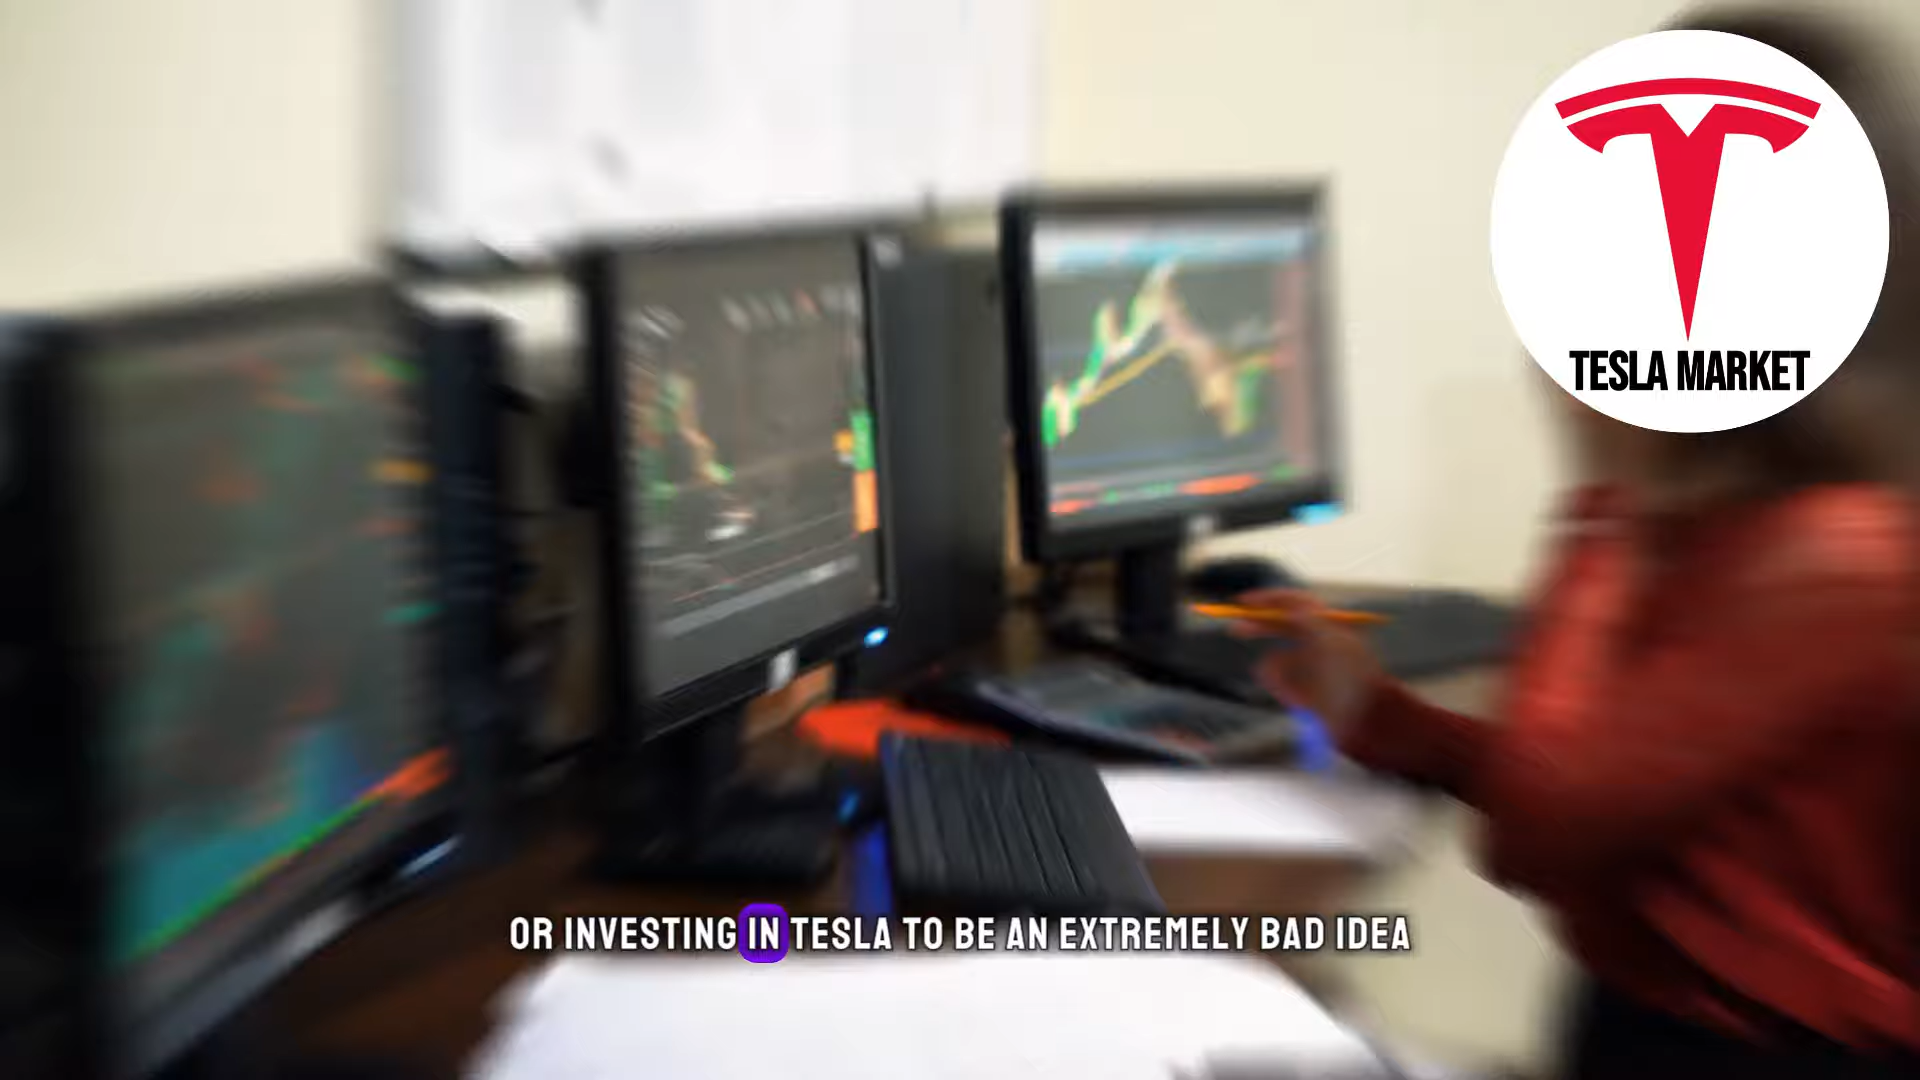 TESLA MARKET
OR INVESTING IN TESLA TO BE AN EXTREMELY BAD IDEA